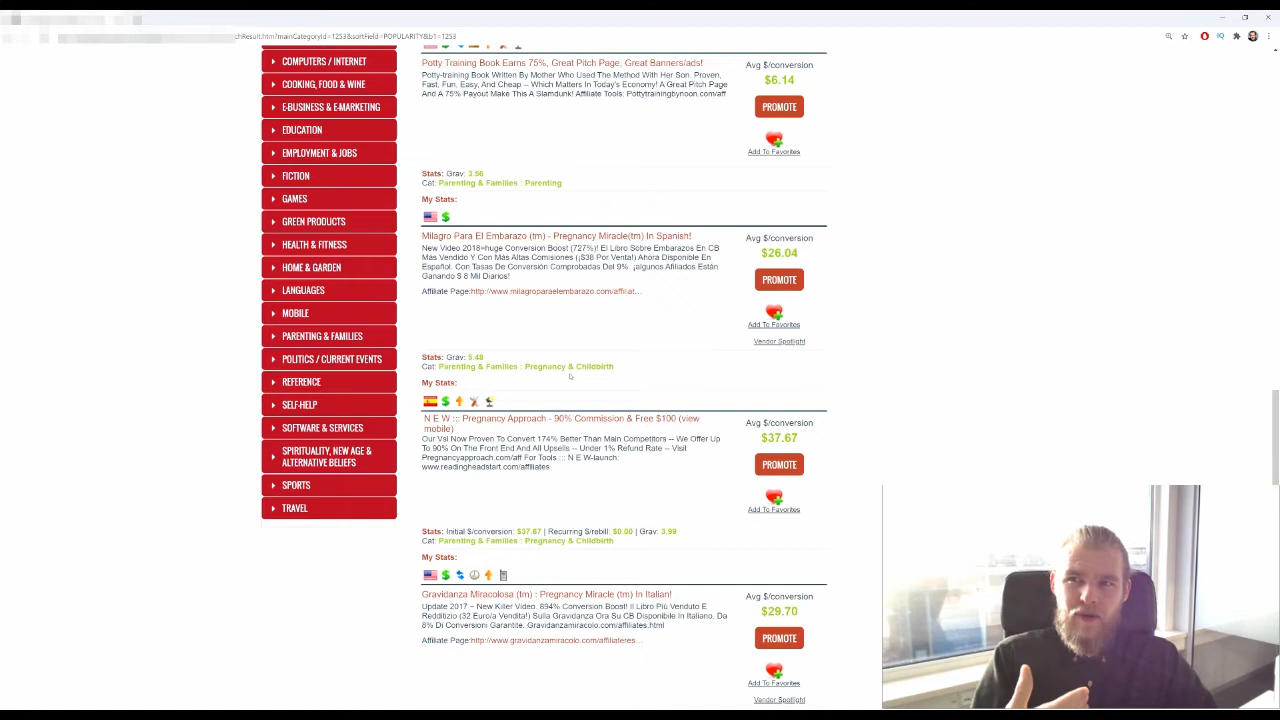 chResult.htm?mainCategoryId=1253&sortField=POPULARITY&b1=1253
COMPUTERS / INTERNET
COOKING, FOOD & WINE
E-BUSINESS & E-MARKETING
EDUCATION
EMPLOYMENT & JOBS
FICTION
GAMES
GREEN PRODUCTS
HEALTH & FITNESS
HOME & GARDEN
LANGUAGES
MOBILE
PARENTING & FAMILIES
POLITICS / CURRENT EVENTS
REFERENCE
SELF-HELP
SOFTWARE & SERVICES
SPIRITUALITY, NEW AGE &
ALTERNATIVE BELIEFS
SPORTS
TRAVEL
Potty Training Book Earns 75%, Great Pitch Page, Great Banners/ads!
Potty-training Book Written By Mother Who Used The Method With Her Son. Proven,
Fast, Fun, Easy, And Cheap -- Which Matters In Today's Economy! A Great Pitch Page
And A 75% Payout Make This A Slamdunk! Affiliate Tools: Pottytrainingbynoon.com/aff
Avg $/conversion
$6.14
PROMOTE
Add To Favorites
Stats: Grav: 3.56
Cat: Parenting & Families : Parenting
My Stats:
Milagro Para El Embarazo (tm) - Pregnancy Miracle(tm) In Spanish!
New Video 2018=huge Conversion Boost (727%)! El Libro Sobre Embarazos En CB
Más Vendido Y Con Más Altas Comisiones (¡$38 Por Venta!) Ahora Disponible En
Español. Con Tasas De Conversión Comprobadas Del 9% ¡algunos Afiliados Están
Ganando $ 8 Mil Diarios!
Affiliate Page:http://www.milagroparaelembarazo.com/affiliat...
Avg $/conversion
$26.04
PROMOTE
Add To Favorites
Vendor Spotlight
Stats: Grav: 5.48
Cat: Parenting & Families : Pregnancy & Childbirth
My Stats:
N E W ::: Pregnancy Approach - 90% Commission & Free $100 (view
mobile)
Our Vsl Now Proven To Convert 174% Better Than Main Competitors -- We Offer Up
To 90% On The Front End And All Upsells -- Under 1% Refund Rate -- Visit
Pregnancyapproach.com/aff For Tools ::: N E W-launch:
www.readingheadstart.com/affiliates
Avg $/conversion
$37.67
PROMOTE
Add To Favorites
Stats: Initial $/conversion: $37.67 | Recurring $/rebill: $0.00 | Grav: 3.99
Cat: Parenting & Families : Pregnancy & Childbirth
My Stats:
Gravidanza Miracolosa (tm) : Pregnancy Miracle (tm) In Italian!
Update 2017 – New Killer Video. 894% Conversion Boost! Il Libro Più Venduto E
Redditizio (32 Euro/a Vendita!) Sulla Gravidanza Ora Su CB Disponibile In Italiano. Da
8% Di Conversioni Garantite. Gravidanzamiracolo.com/affiliates.html
Affiliate Page:http://www.gravidanzamiracolo.com/affiliateres...
Avg $/conversion
$29.70
PROMOTE
Add To Favorites
Vendor Spotlight